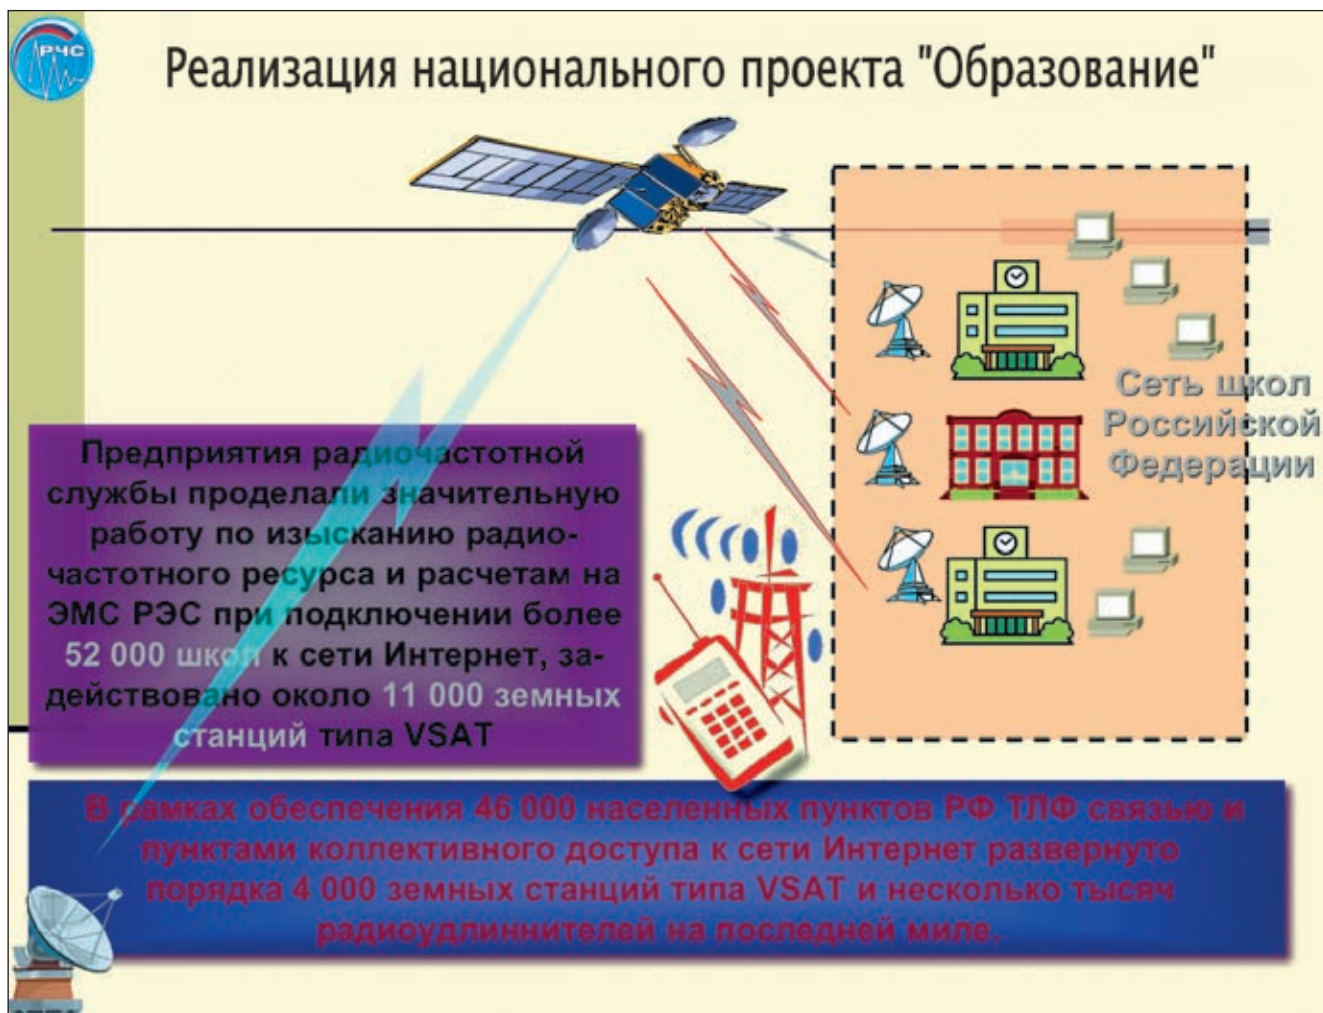 РЧС
Реализация национального проекта "Образование"
Сеть школ
Российской
Федерации
Предприятия радиочастотной
службы проделали значительную
работу по изысканию радио-
частотного ресурса и расчетам на
ЭМС РЭС при подключении более
52 000 школ к сети Интернет, за-
действовано около 11 000 земных
станций типа VSAT
В рамках обеспечения 46 000 населенных пунктов РФ ТЛФ связью и
пунктами коллективного доступа к сети Интернет развернуто
порядка 4 000 земных станций типа VSAT и несколько тысяч
радиоудлиннителей на последней миле.